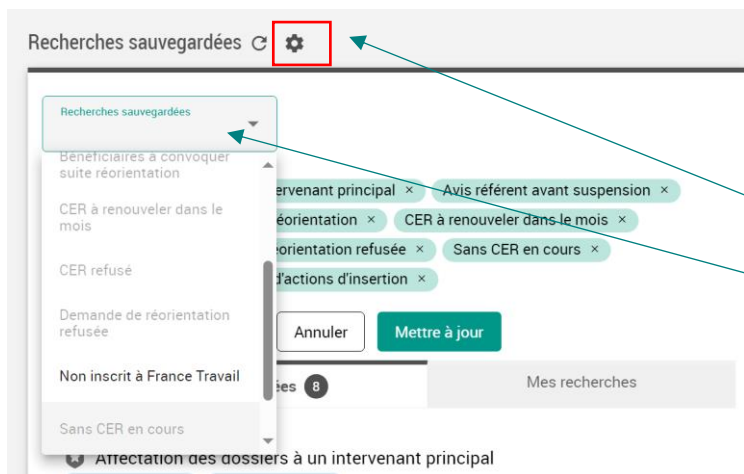 Recherches sauvegardées
Recherches sauvegardées
Bénéficiaires à convoquer
suite réorientation
CER à renouveler dans le
mois
CER refusé
Demande de réorientation
refusée
Non inscrit à France Travail
Sans CER en cours
ervenant principal × Avis référent avant suspension ×
éorientation × CER à renouveler dans le mois ×
éorientation refusée × Sans CER en cours ×
d'actions d'insertion ×
Annuler Mettre à jour
ées 8 Mes recherches
Affectation des dossiers à un intervenant principal